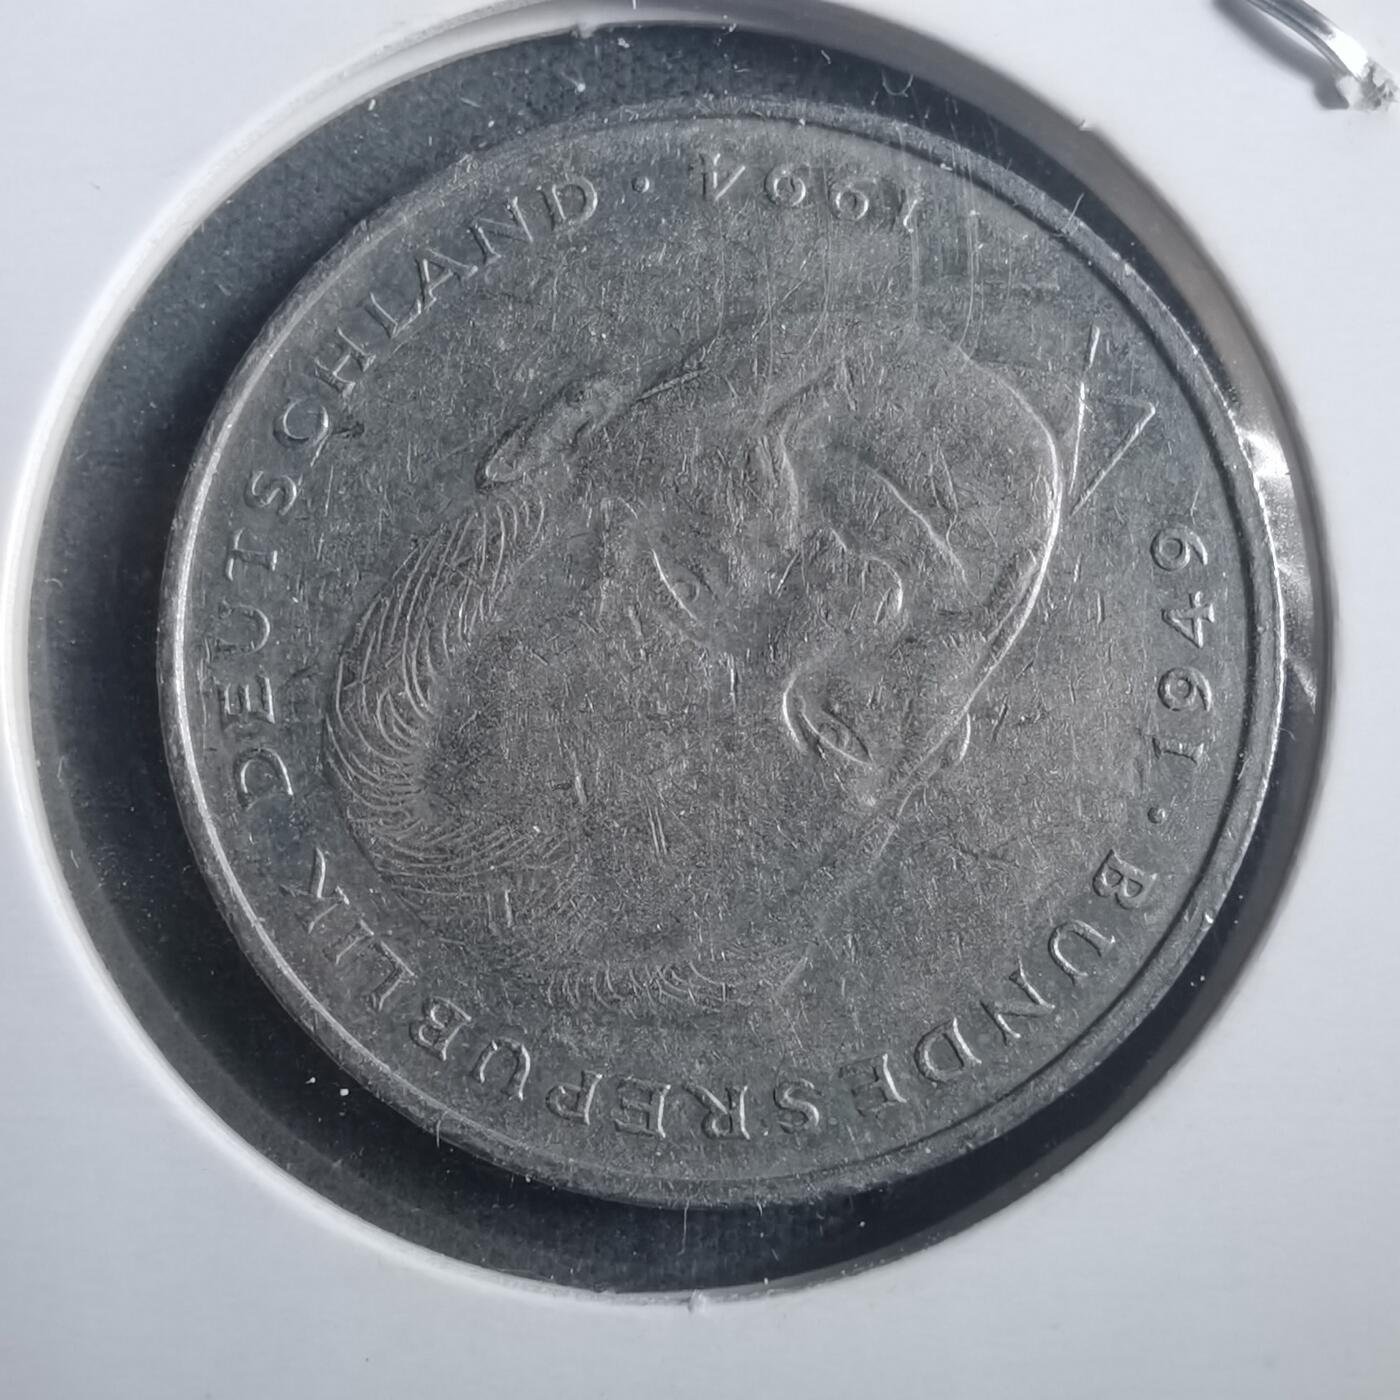 BUNDESREPUBLIK DEUTSCHLAND ·
1949 ·
1994